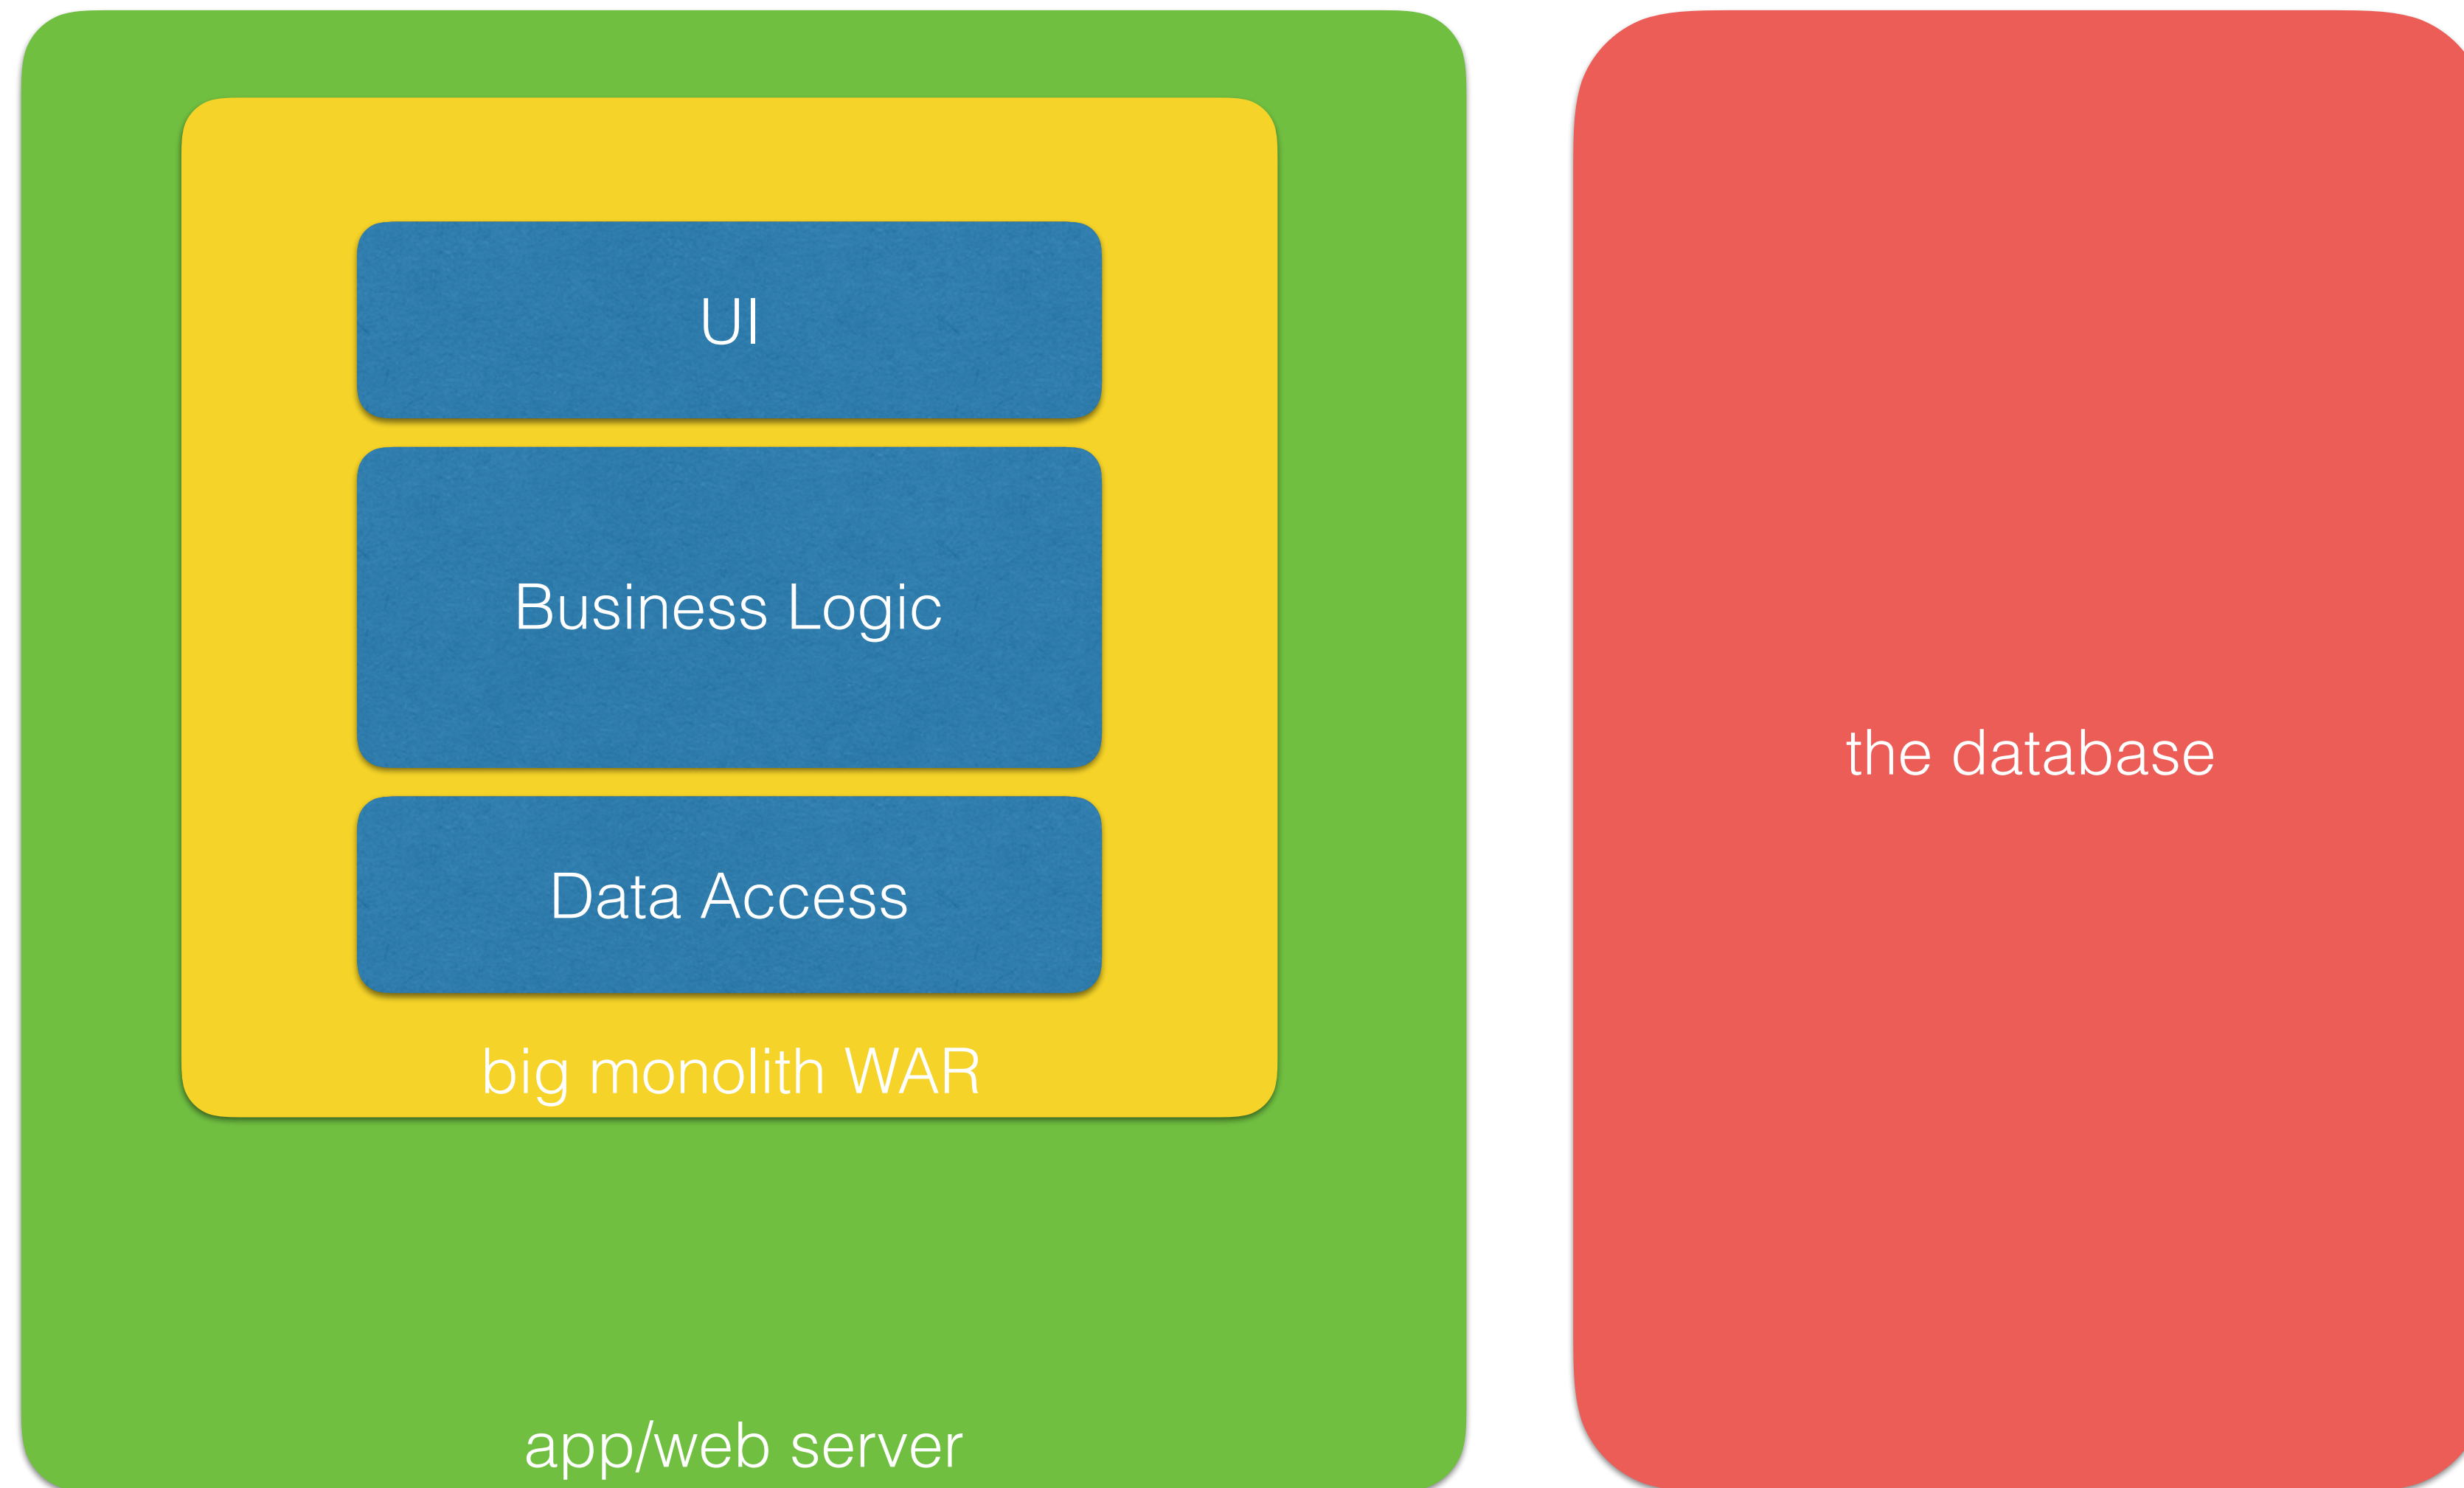 UI
Business Logic
Data Access
big monolith WAR
app/web server
the database